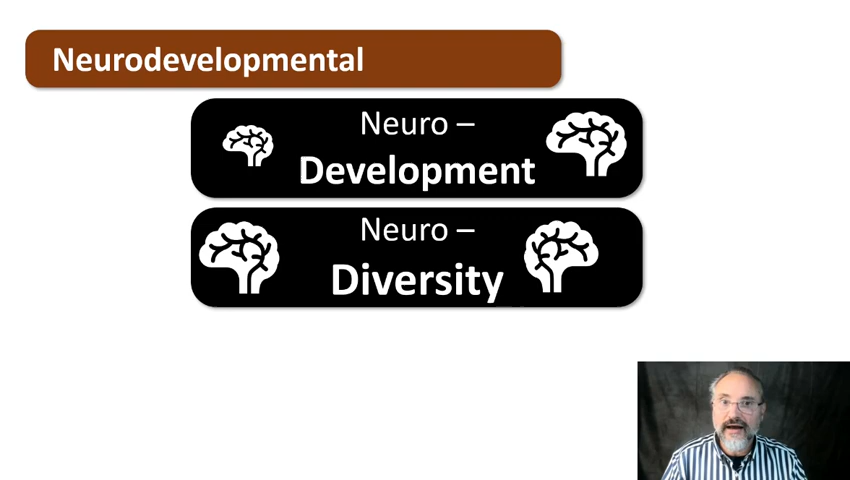 Neurodevelopmental
Neuro –
Development
Neuro –
Diversity